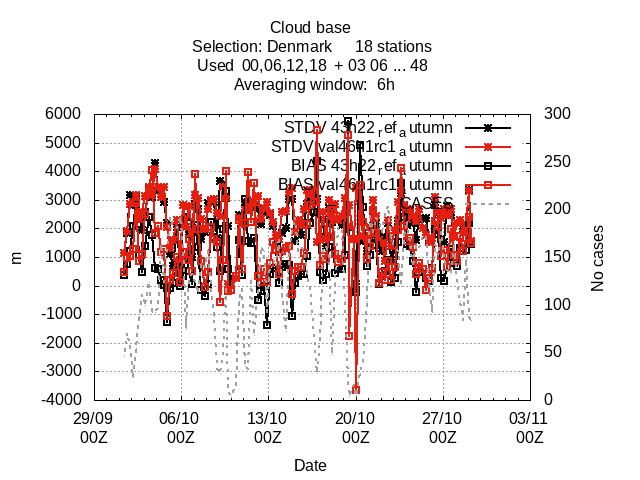 Cloud base
Selection: Denmark 18 stations
Used 00,06,12,18 + 03 06 ... 48
Averaging window: 6h
6000
5000
4000
3000
2000
1000
0
-1000
-2000
-3000
-4000
m
300
250
200
150
100
50
0
No cases
STDV 43h22_ref_autumn
STDV
BIAS 43h22_ref_autumn
BIAS
CASES
29/09 06/10 13/10 20/10 27/10 03/11
00Z 00Z 00Z 00Z 00Z 00Z
Date